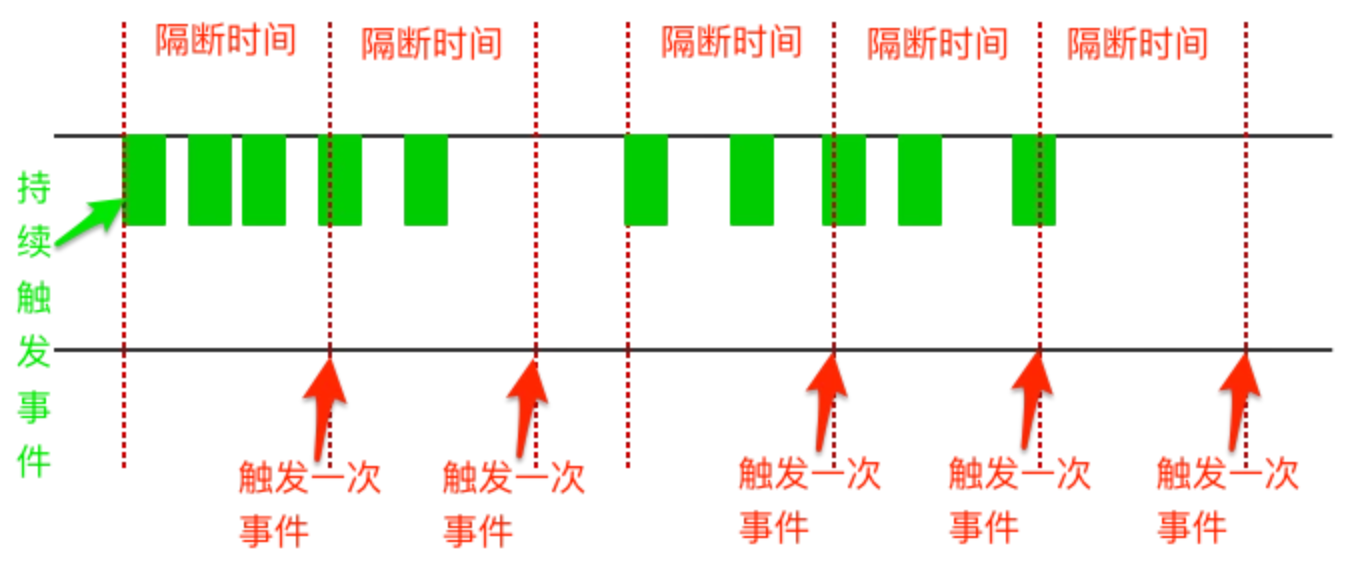 隔断时间
隔断时间
隔断时间
隔断时间
隔断时间
持
续
触
发
事
件
触发一次
事件
触发一次
事件
触发一次
事件
触发一次
事件
触发一次
事件